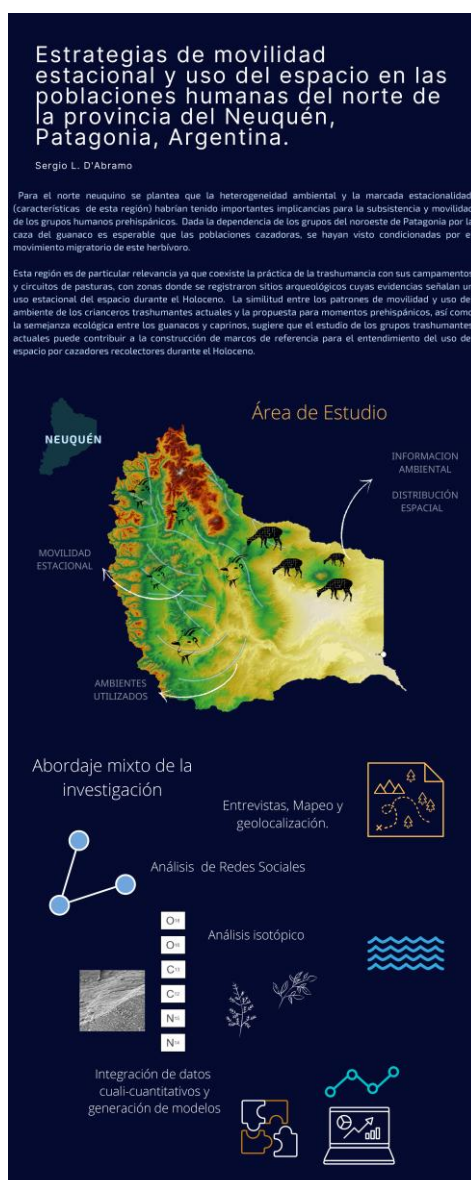 Estrategias de movilidad
estacional y uso del espacio en las
poblaciones humanas del norte de
la provincia del Neuquén,
Patagonia, Argentina.
Sergio L. D'Abramo
Para el norte neuquino se plantea que la heterogeneidad ambiental y la marcada estacionalidad
(características de esta región) habrían tenido importantes implicancias para la subsistencia y movilidad
de los grupos humanos prehispánicos. Dada la dependencia de los grupos del noroeste de Patagonia por la
caza del guanaco es esperable que las poblaciones cazadoras, se hayan visto condicionadas por e
movimiento migratorio de este herbívoro.
Esta región es de particular relevancia ya que coexiste la práctica de la trashumancia con sus campamentos
y circuitos de pasturas, con zonas donde se registraron sitios arqueológicos cuyas evidencias señalan un
uso estacional del espacio durante el Holoceno. La similitud entre los patrones de movilidad y uso de
ambiente de los crianceros trashumantes actuales y la propuesta para momentos prehispánicos, así como
la semejanza ecológica entre los guanacos y caprinos, sugiere que el estudio de los grupos trashumantes
actuales puede contribuir a la construcción de marcos de referencia para el entendimiento del uso de
espacio por cazadores recolectores durante el Holoceno.
Área de Estudio
NEUQUÉN
INFORMACION
AMBIENTAL
DISTRIBUCIÓN
ESPACIAL
MOVILIDAD
ESTACIONAL
AMBIENTES
UTILIZADOS
Abordaje mixto de la
investigación
Entrevistas, Mapeo y
geolocalización.
Análisis de Redes Sociales
Análisis isotópico
O
O
C
C
N
N
Integración de datos
cuali-cuantitativos y
generación de modelos